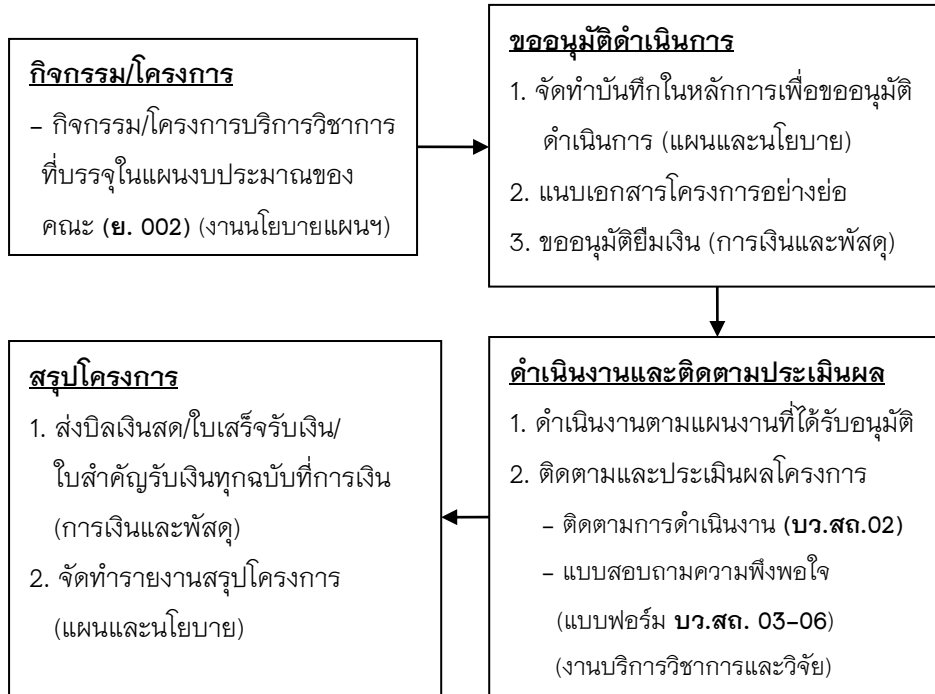 กิจกรรม/โครงการ
– กิจกรรม/โครงการบริการวิชาการ
ที่บรรจุในแผนงบประมาณของ
คณะ (ย. 002) (งานนโยบายแผนฯ)
ขออนุมัติดำเนินการ
1. จัดทำบันทึกในหลักการเพื่อขออนุมัติ
ดำเนินการ (แผนและนโยบาย)
2. แนบเอกสารโครงการอย่างย่อ
3. ขออนุมัติยืมเงิน (การเงินและพัสดุ)
ดำเนินงานและติดตามประเมินผล
1. ดำเนินงานตามแผนงานที่ได้รับอนุมัติ
2. ติดตามและประเมินผลโครงการ
– ติดตามการดำเนินงาน (บว.สถ.02)
– แบบสอบถามความพึงพอใจ
(แบบฟอร์ม บว.สถ. 03–06)
(งานบริการวิชาการและวิจัย)
สรุปโครงการ
1. ส่งบิลเงินสด/ใบเสร็จรับเงิน/
ใบสำคัญรับเงินทุกฉบับที่การเงิน
(การเงินและพัสดุ)
2. จัดทำรายงานสรุปโครงการ
(แผนและนโยบาย)